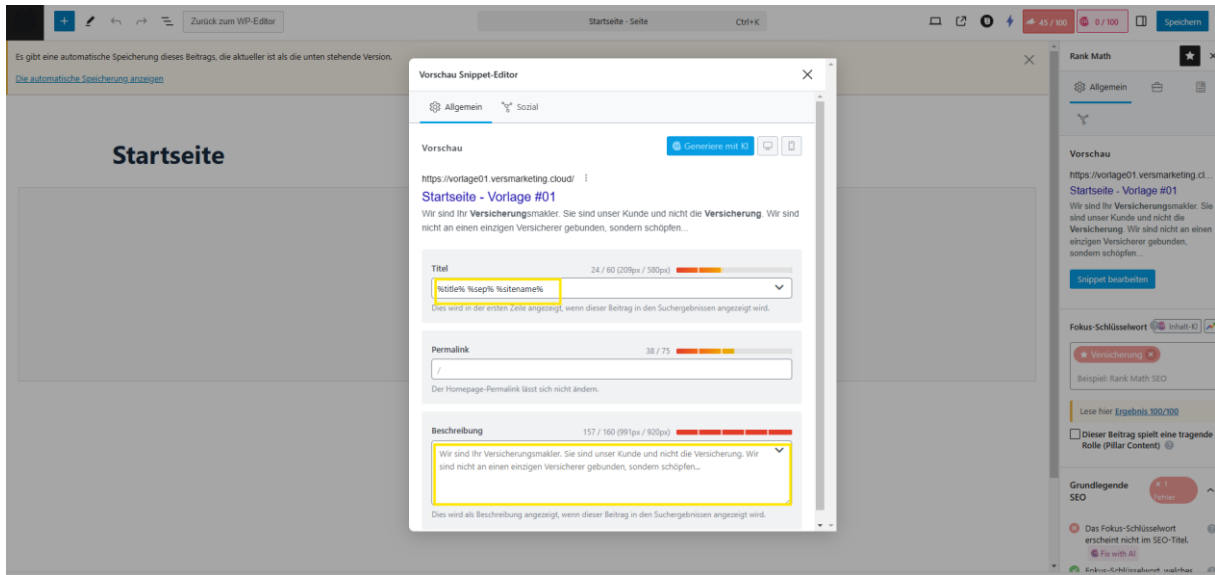 Zurück zum WP-Editor
Startseite - Seite
Ctrl+K
45 / 100
0 / 100
Speichern
Es gibt eine automatische Speicherung dieses Beitrags, die aktueller ist als die unten stehende Version.
Die automatische Speicherung anzeigen
Startseite
Vorschau Snippet-Editor
Allgemein
Sozial
Vorschau
Generiere mit KI
https://vorlage01.versmarketing.cloud/
Startseite - Vorlage #01
Wir sind Ihr Versicherungsmakler. Sie sind unser Kunde und nicht die Versicherung. Wir sind
nicht an einen einzigen Versicherer gebunden, sondern schöpfen...
Titel
24 / 60 (209px / 580px)
%title% %sep% %sitename%
Dies wird in der ersten Zeile angezeigt, wenn dieser Beitrag in den Suchergebnissen angezeigt wird.
Permalink
38 / 75
/
Der Homepage-Permalink lässt sich nicht ändern.
Beschreibung
157 / 160 (991px / 920px)
Wir sind Ihr Versicherungsmakler. Sie sind unser Kunde und nicht die Versicherung. Wir
sind nicht an einen einzigen Versicherer gebunden, sondern schöpfen...
Dies wird als Beschreibung angezeigt, wenn dieser Beitrag in den Suchergebnissen angezeigt wird.
Rank Math
Allgemein
Vorschau
https://vorlage01.versmarketing.cl...
Startseite - Vorlage #01
Wir sind Ihr Versicherungsmakler. Sie
sind unser Kunde und nicht die
Versicherung. Wir sind nicht an einen
einzigen Versicherer gebunden,
sondern schöpfen...
Snippet bearbeiten
Fokus-Schlüsselwort
Inhalt-KI
Versicherung
Beispiel: Rank Math SEO
Lese hier Ergebnis 100/100
Dieser Beitrag spielt eine tragende
Rolle (Pillar Content)
Grundlegende
SEO
× 1
Fehler
Das Fokus-Schlüsselwort
erscheint nicht im SEO-Titel.
Fix with AI
Fokus-Schlüsselwort, welches